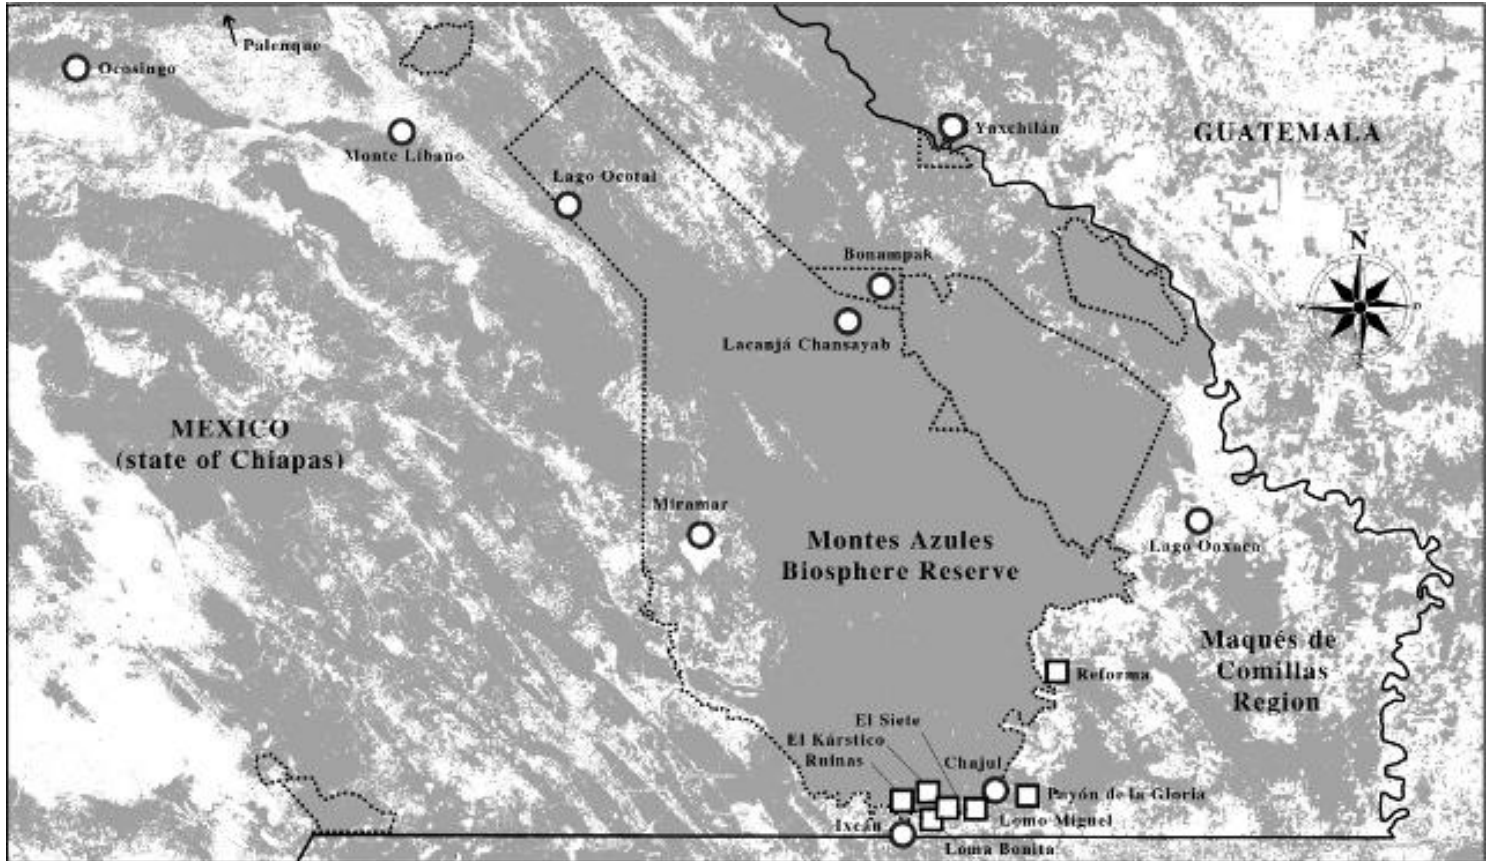 Palenque
Ocosingo
Yaxchilán
GUATEMALA
Monte Líbano
Lago Ocotal
N
Bonampak
Lacanjá Chansayab
MEXICO
(state of Chiapas)
Miramar
Montes Azules
Biosphere Reserve
Lago Oaxaca
Maqués de
Comillas
Region
Reforma
El Siete
El Kárstico
Ruinas
Chajul
Payón de la Gloria
Ixcán
Lomo Miguel
Loma Bonita